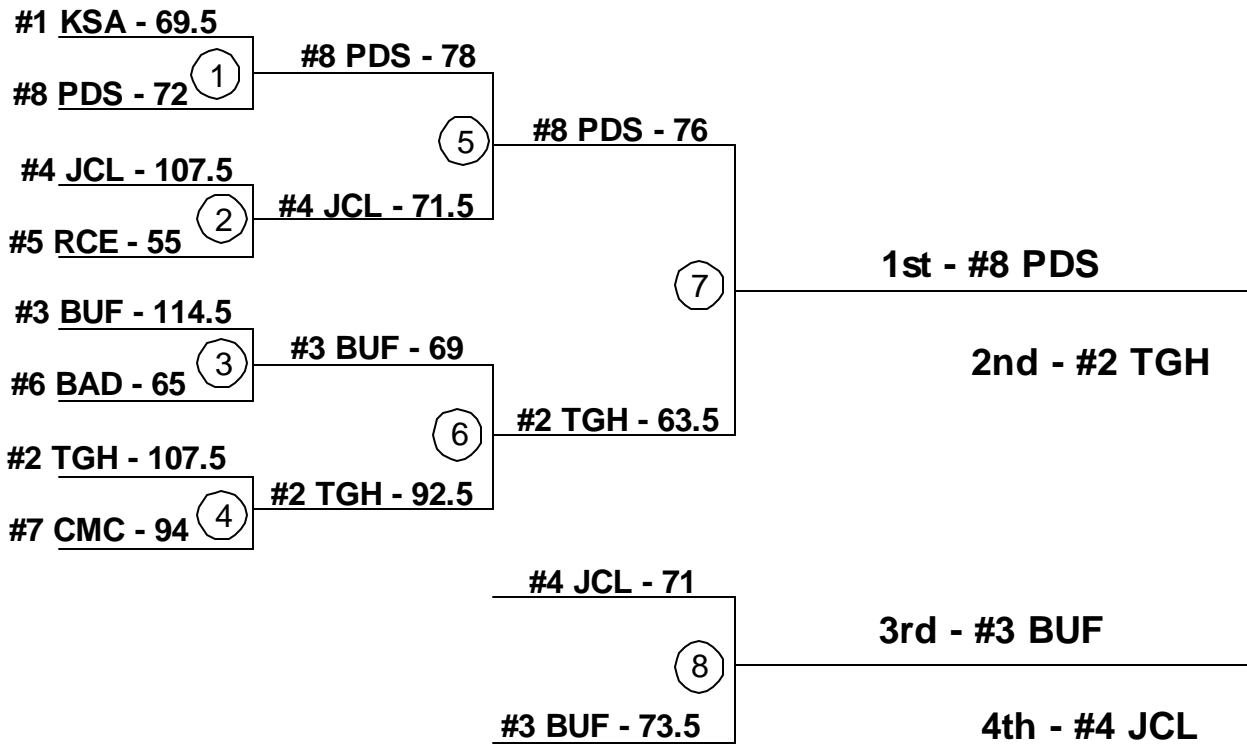 #1 KSA - 69.5
#8 PDS - 72
1
#8 PDS - 78
#4 JCL - 107.5
#5 RCE - 55
2
#4 JCL - 71.5
5
#8 PDS - 76
#3 BUF - 114.5
#6 BAD - 65
3
#3 BUF - 69
#2 TGH - 107.5
#7 CMC - 94
4
#2 TGH - 92.5
6
#2 TGH - 63.5
7
1st - #8 PDS
2nd - #2 TGH
#4 JCL - 71
#3 BUF - 73.5
8
3rd - #3 BUF
4th - #4 JCL